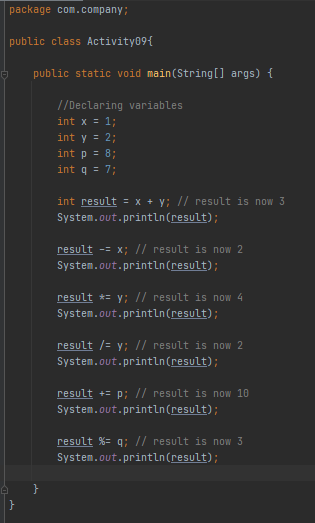 package com.company;
public class Activity09{
public static void main(String[] args) {
//Declaring variables
int x = 1;
int y = 2;
int p = 8;
int q = 7;
int result = x + y; // result is now 3
System.out.println(result);
result -= x; // result is now 2
System.out.println(result);
result *= y; // result is now 4
System.out.println(result);
result /= y; // result is now 2
System.out.println(result);
result += p; // result is now 10
System.out.println(result);
result %= q; // result is now 3
System.out.println(result);
}
}